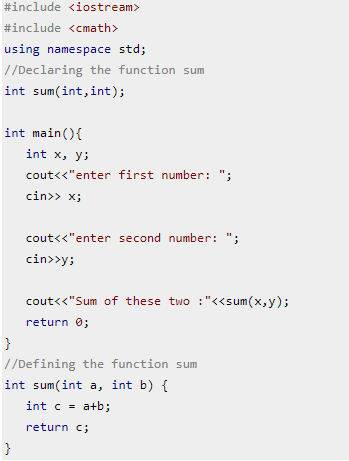 #include <iostream>
#include <cmath>
using namespace std;
//Declaring the function sum
int sum(int,int);
int main(){
int x, y;
cout<<"enter first number: ";
cin>> x;
cout<<"enter second number: ";
cin>>y;
cout<<"Sum of these two :"<<sum(x,y);
return 0;
}
//Defining the function sum
int sum(int a, int b) {
int c = a+b;
return c;
}